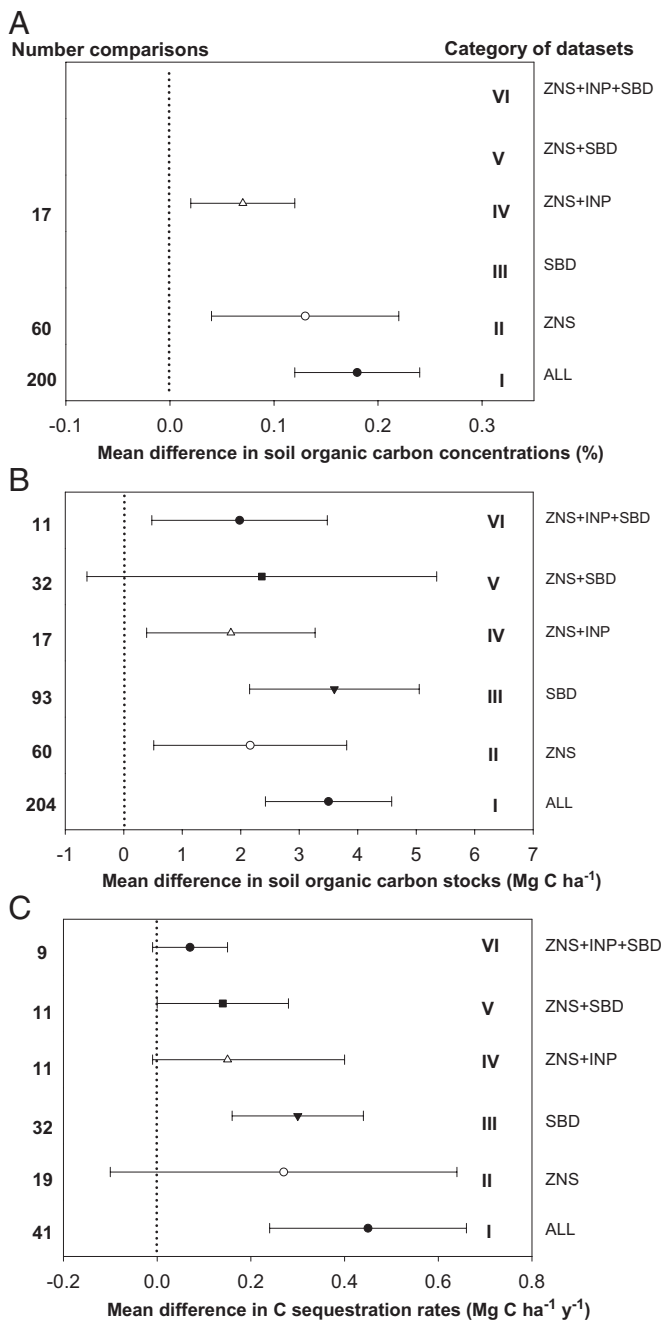 A
Number comparisons Category of datasets
VI ZNS+INP+SBD
V ZNS+SBD
17 IV ZNS+INP
III SBD
60 II ZNS
200 I ALL
-0.1 0.0 0.1 0.2 0.3
Mean difference in soil organic carbon concentrations (%)
B
11 VI ZNS+INP+SBD
32 V ZNS+SBD
17 IV ZNS+INP
93 III SBD
60 II ZNS
204 I ALL
-1 0 1 2 3 4 5 6 7
Mean difference in soil organic carbon stocks (Mg C ha⁻¹)
C
9 VI ZNS+INP+SBD
11 V ZNS+SBD
11 IV ZNS+INP
32 III SBD
19 II ZNS
41 I ALL
-0.2 0.0 0.2 0.4 0.6 0.8
Mean difference in C sequestration rates (Mg C ha⁻¹ y⁻¹)